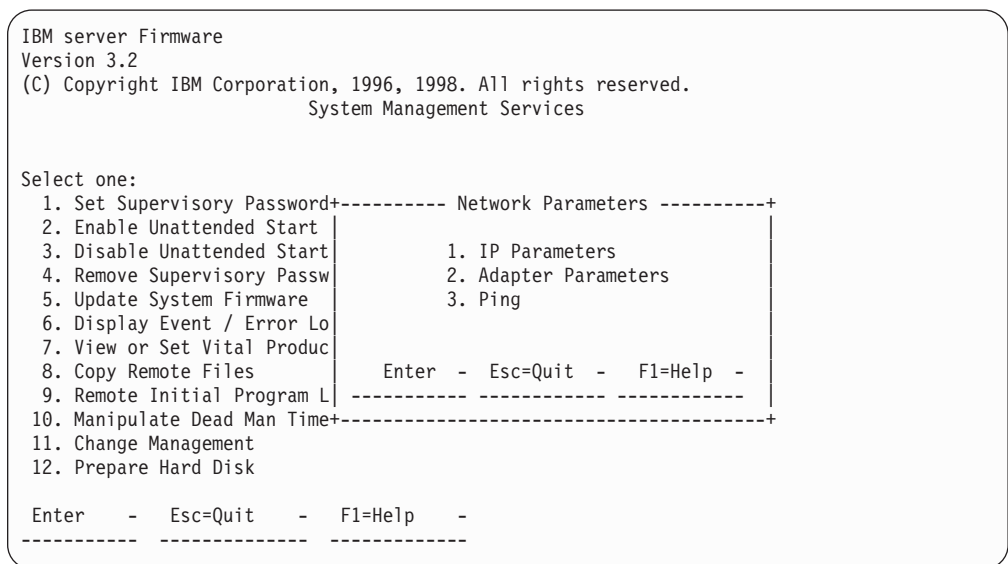 IBM server Firmware
Version 3.2
(C) Copyright IBM Corporation, 1996, 1998. All rights reserved.
System Management Services
Select one:
1. Set Supervisory Password+---------- Network Parameters ----------+
2. Enable Unattended Start | |
3. Disable Unattended Start| 1. IP Parameters |
4. Remove Supervisory Passw| 2. Adapter Parameters |
5. Update System Firmware | 3. Ping |
6. Display Event / Error Lo| |
7. View or Set Vital Produc| |
8. Copy Remote Files | Enter - Esc=Quit - F1=Help - |
9. Remote Initial Program L| ----------- ------------ ------------ |
10. Manipulate Dead Man Time+----------------------------------------+
11. Change Management
12. Prepare Hard Disk
Enter - Esc=Quit - F1=Help -
----------- -------------- -------------